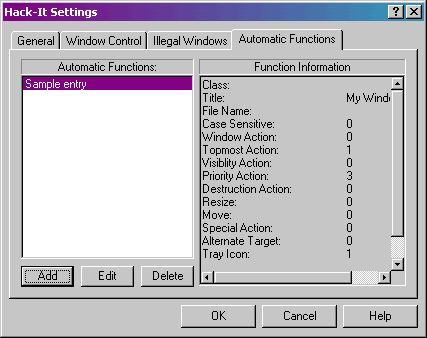 Hack-It Settings
General Window Control Illegal Windows Automatic Functions
Automatic Functions:
Sample entry
Add Edit Delete
Function Information
Class:
Title: My Windo
File Name:
Case Sensitive: 0
Window Action: 0
Topmost Action: 1
Visiblity Action: 0
Priority Action: 3
Destruction Action: 0
Resize: 0
Move: 0
Special Action: 0
Alternate Target: 0
Tray Icon: 1
OK Cancel Help